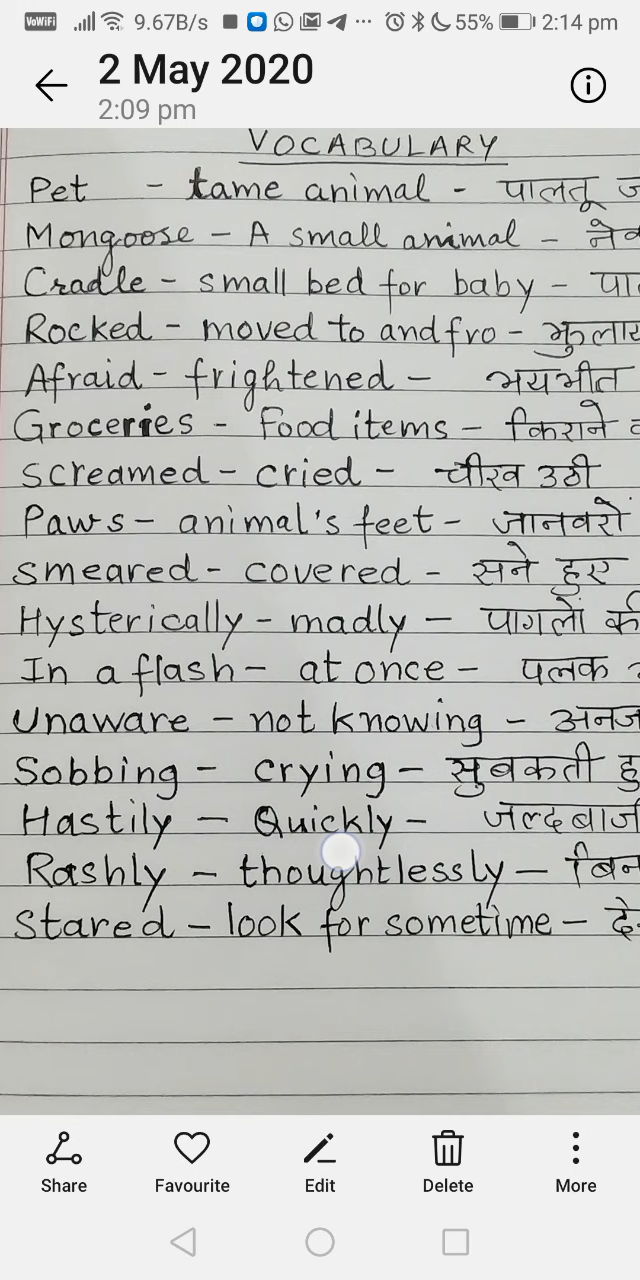 VoWiFi 9.67B/s ... 55% 2:14 pm
2 May 2020
2:09 pm
VOCABULARY
Pet - tame animal - पालतू
Mongoose - A small animal -
Cradle - small bed for baby -
Rocked - moved to and fro -
Afraid - frightened - भयभीत
Groceries - Food items - किराने
Screamed - cried - चीख उठी
Paws - animal's feet - जानवरों
Smeared - covered - सने हुए
Hysterically - madly - पागलों की
In a flash - at once - पलक
Unaware - not knowing -
Sobbing - crying - सुबकती
Hastily - Quickly -
Rashly - thoughtlessly -
Stared - look for sometime -
Share Favourite Edit Delete More